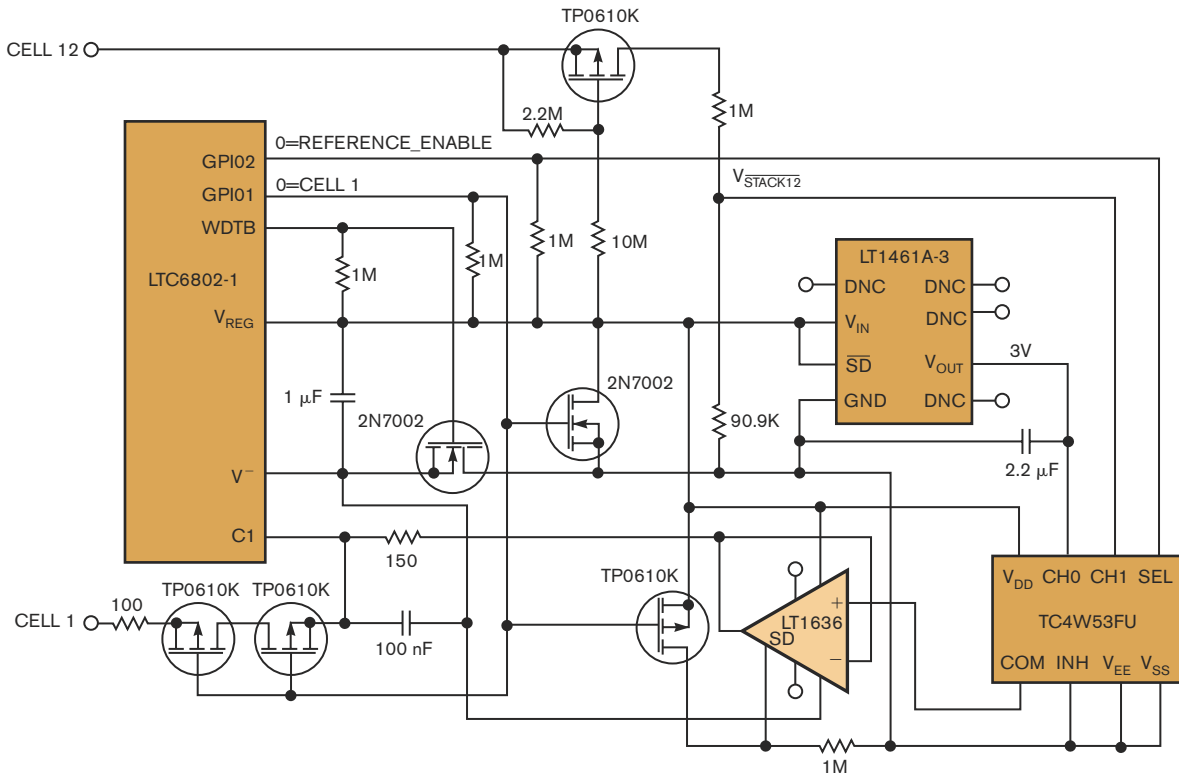 TP0610K
CELL 12
2.2M
1M
0=REFERENCE_ENABLE
GPI02
0=CELL 1
GPI01
WDTB
LTC6802-1
VREG
V–
C1
1M
1M
1M
10M
VSTACK12
LT1461A-3
DNC
DNC
VIN
DNC
SD
VOUT
GND
DNC
3V
1 µF
2N7002
2N7002
90.9K
2.2 µF
150
TP0610K
TP0610K
TP0610K
CELL 1
100
100 nF
+
LT1636
SD
–
VDD
CH0
CH1
SEL
TC4W53FU
COM
INH
VEE
VSS
1M